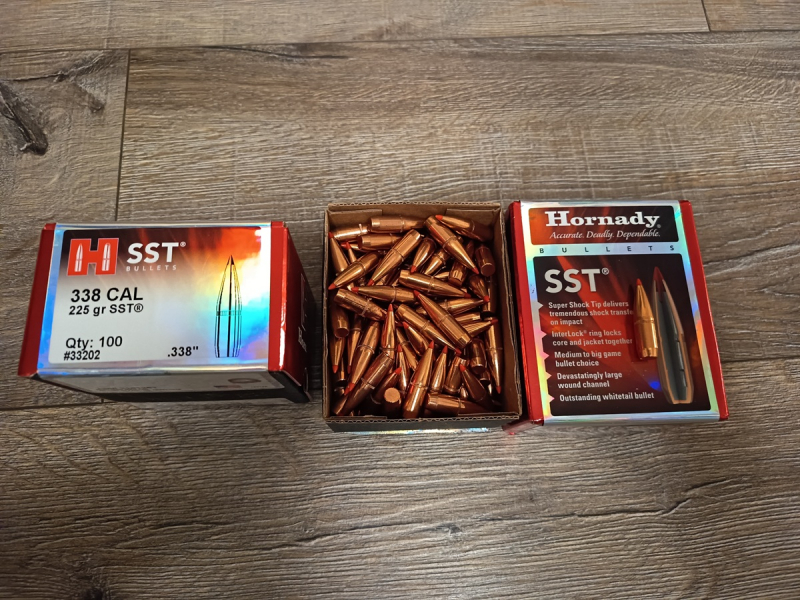 H SST®
BULLETS
338 CAL
225 gr SST®
Qty: 100
#33202
.338"
Hornady®
Accurate. Deadly. Dependable.
BULLETS
SST®
Super Shock Tip delivers
tremendous shock transfer
on impact
InterLock® ring locks
core and jacket together
Medium to big game
bullet choice
Devastatingly large
wound channel
Outstanding whitetail bullet